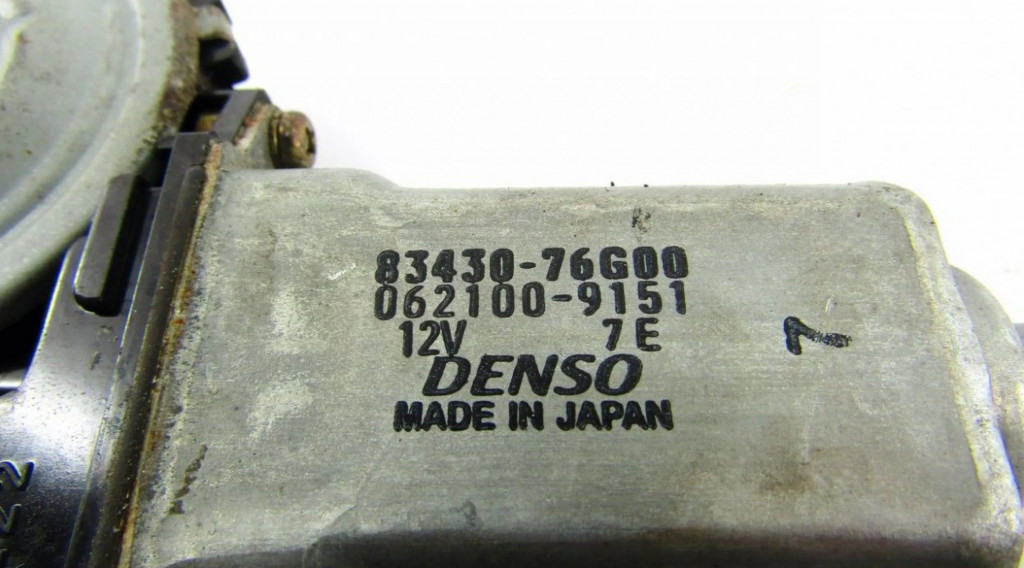 83430-76G00
062100-9151
12V 7E
DENSO
MADE IN JAPAN